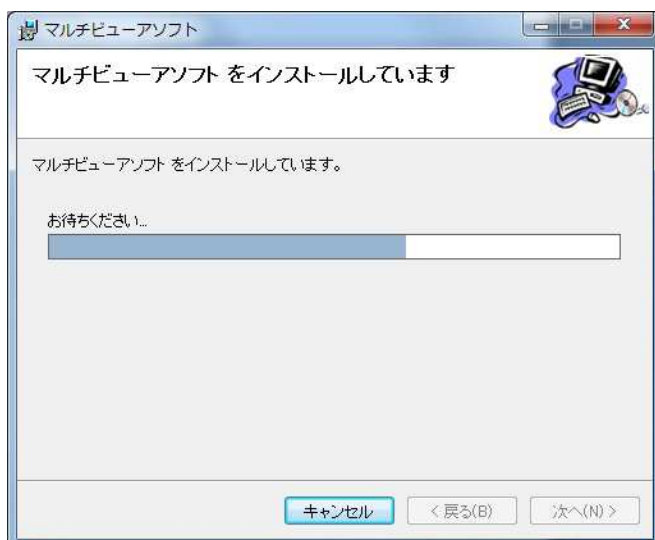 マルチビューアソフト
マルチビューアソフト をインストールしています
マルチビューアソフト をインストールしています。
お待ちください...
キャンセル
< 戻る(B)
次へ(N) >